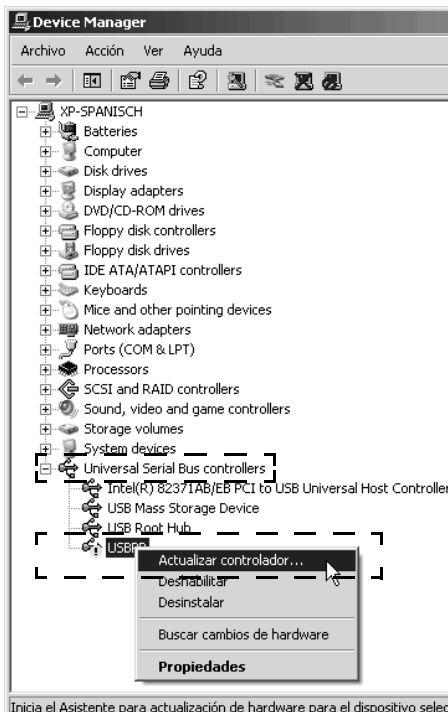 Device Manager
Archivo Acción Ver Ayuda
XP-SPANISCH
Batteries
Computer
Disk drives
Display adapters
DVD/CD-ROM drives
Floppy disk controllers
Floppy disk drives
IDE ATA/ATAPI controllers
Keyboards
Mice and other pointing devices
Network adapters
Ports (COM & LPT)
Processors
SCSI and RAID controllers
Sound, video and game controllers
Storage volumes
System devices
Universal Serial Bus controllers
Intel(R) 82371AB/EB PCI to USB Universal Host Controller
USB Mass Storage Device
USB Root Hub
Actualizar controlador...
Deshabilitar
Desinstalar
Buscar cambios de hardware
Propiedades
Inicia el Asistente para actualización de hardware para el dispositivo selec